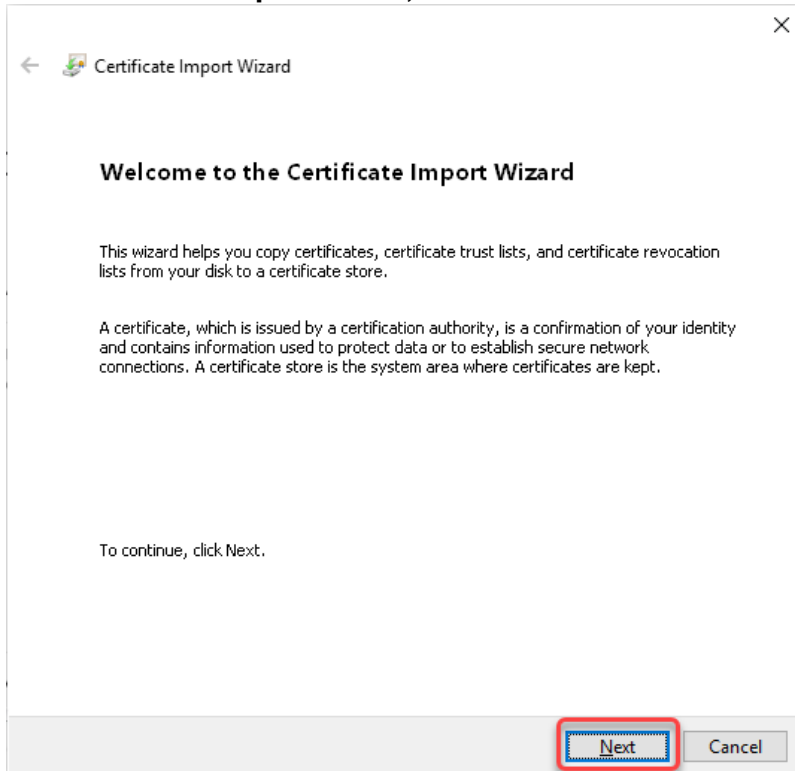 Certificate Import Wizard
Welcome to the Certificate Import Wizard
This wizard helps you copy certificates, certificate trust lists, and certificate revocation
lists from your disk to a certificate store.
A certificate, which is issued by a certification authority, is a confirmation of your identity
and contains information used to protect data or to establish secure network
connections. A certificate store is the system area where certificates are kept.
To continue, click Next.
Next Cancel